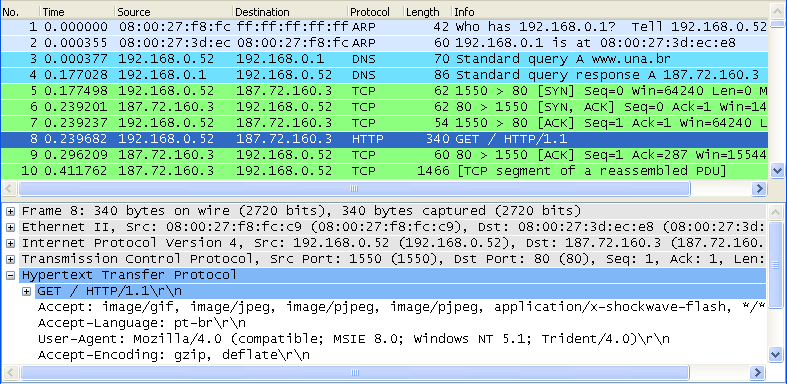 No. Time Source Destination Protocol Length Info
1 0.000000 08:00:27:f8:fc ff:ff:ff:ff:ff ARP 42 Who has 192.168.0.1? Tell 192.168.0.52
2 0.000355 08:00:27:3d:ec 08:00:27:f8:fc ARP 60 192.168.0.1 is at 08:00:27:3d:ec:e8
3 0.000377 192.168.0.52 192.168.0.1 DNS 70 Standard query A www.una.br
4 0.177028 192.168.0.1 192.168.0.52 DNS 86 Standard query response A 187.72.160.3
5 0.177498 192.168.0.52 187.72.160.3 TCP 62 1550 > 80 [SYN] Seq=0 Win=64240 Len=0 M
6 0.239201 187.72.160.3 192.168.0.52 TCP 62 80 > 1550 [SYN, ACK] Seq=0 Ack=1 Win=14
7 0.239237 192.168.0.52 187.72.160.3 TCP 54 1550 > 80 [ACK] Seq=1 Ack=1 Win=64240 L
8 0.239682 192.168.0.52 187.72.160.3 HTTP 340 GET / HTTP/1.1
9 0.296209 187.72.160.3 192.168.0.52 TCP 60 80 > 1550 [ACK] Seq=1 Ack=287 Win=15544
10 0.411762 187.72.160.3 192.168.0.52 TCP 1466 [TCP segment of a reassembled PDU]
Frame 8: 340 bytes on wire (2720 bits), 340 bytes captured (2720 bits)
Ethernet II, Src: 08:00:27:f8:fc:c9 (08:00:27:f8:fc:c9), Dst: 08:00:27:3d:ec:e8 (08:00:27:3d:
Internet Protocol Version 4, Src: 192.168.0.52 (192.168.0.52), Dst: 187.72.160.3 (187.72.160.
Transmission Control Protocol, Src Port: 1550 (1550), Dst Port: 80 (80), Seq: 1, Ack: 1, Len:
Hypertext Transfer Protocol
GET / HTTP/1.1\r\n
Accept: image/gif, image/jpeg, image/pjpeg, image/pjpeg, application/x-shockwave-flash, */*
Accept-Language: pt-br\r\n
User-Agent: Mozilla/4.0 (compatible; MSIE 8.0; Windows NT 5.1; Trident/4.0)\r\n
Accept-Encoding: gzip, deflate\r\n